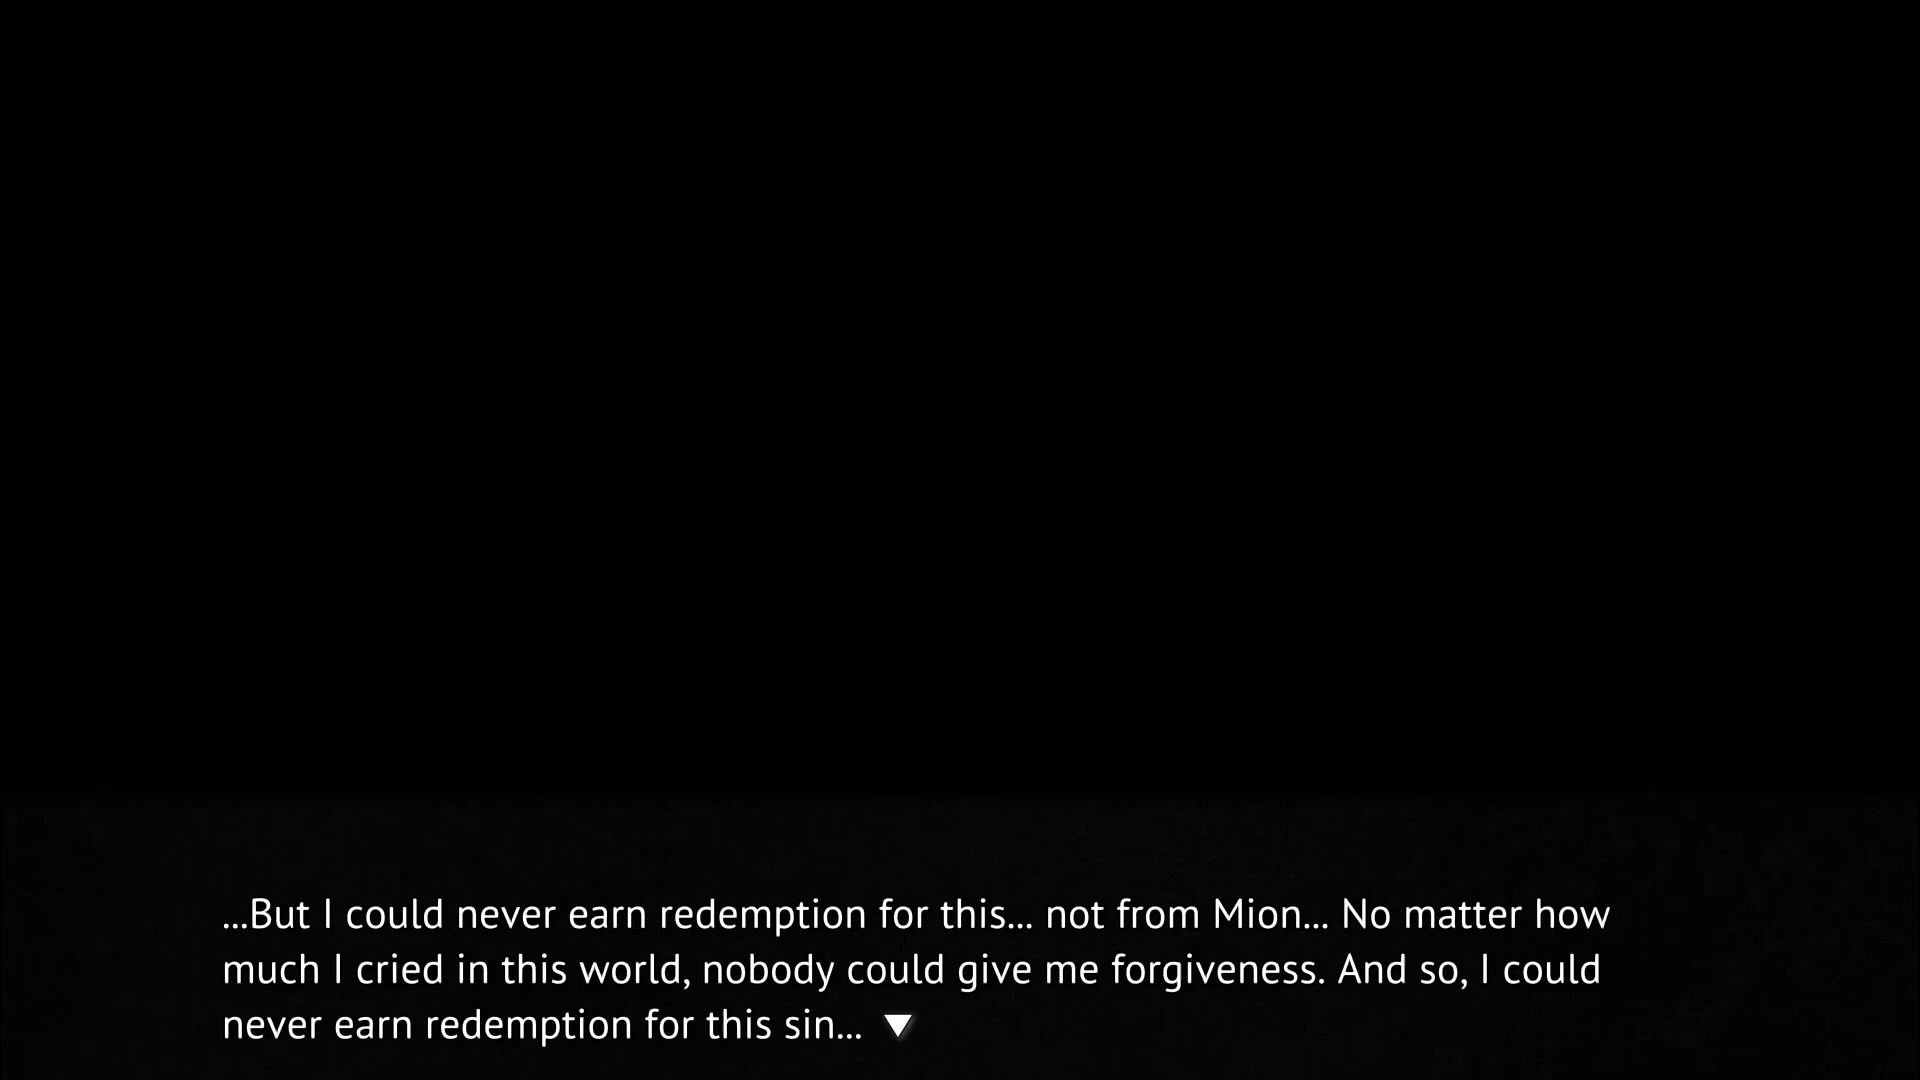 ...But I could never earn redemption for this... not from Mion... No matter how
much I cried in this world, nobody could give me forgiveness. And so, I could
never earn redemption for this sin...